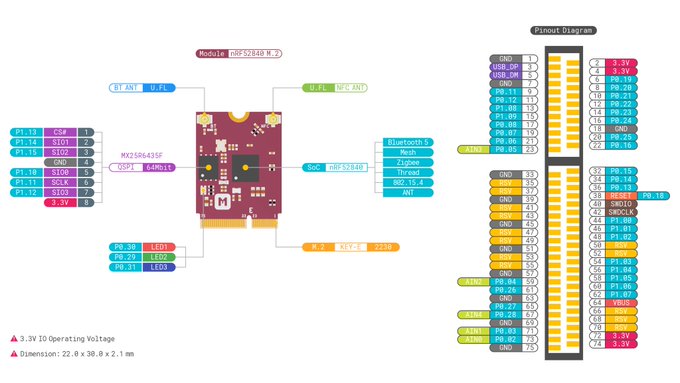 Pinout Diagram
Module nRF52840 M.2
BT ANT U.FL
U.FL NFC ANT
MX25R6435F
QSPI 64Mbit
P1.13 CS# 1
P1.14 SIO1 2
P1.15 SIO2 3
GND 4
P1.10 SIO0 5
P1.11 SCLK 6
P1.12 SIO3 7
3.3V 8
SoC nRF52840
Bluetooth 5
Mesh
Zigbee
Thread
802.15.4
ANT
P0.30 LED1
P0.29 LED2
P0.31 LED3
M.2 KEY-E 2230
GND 1
USB_DP 3
USB_DM 5
GND 7
P0.11 9
P0.12 11
P1.08 13
P1.09 15
P0.08 17
P0.07 19
P0.06 21
AIN3 P0.05 23
GND 33
RSV 35
RSV 37
GND 39
RSV 41
RSV 43
GND 45
RSV 47
RSV 49
GND 51
RSV 53
RSV 55
GND 57
AIN2 P0.04 59
P0.26 61
GND 63
P0.27 65
AIN4 P0.28 67
GND 69
AIN1 P0.03 71
AIN0 P0.02 73
GND 75
2 3.3V
4 3.3V
6 P0.19
8 P0.20
10 P0.21
12 P0.22
14 P0.23
16 P0.24
18 GND
20 P0.25
22 P0.16
32 P0.15
34 P0.14
36 P0.13
38 RESET P0.18
40 SWDIO
42 SWDCLK
44 P1.00
46 P1.01
48 P1.02
50 RSV
52 RSV
54 P1.03
56 P1.04
58 P1.05
60 P1.06
62 P1.07
64 VBUS
66 RSV
68 RSV
70 RSV
72 3.3V
74 3.3V
3.3V IO Operating Voltage
Dimension: 22.0 x 30.0 x 2.1 mm